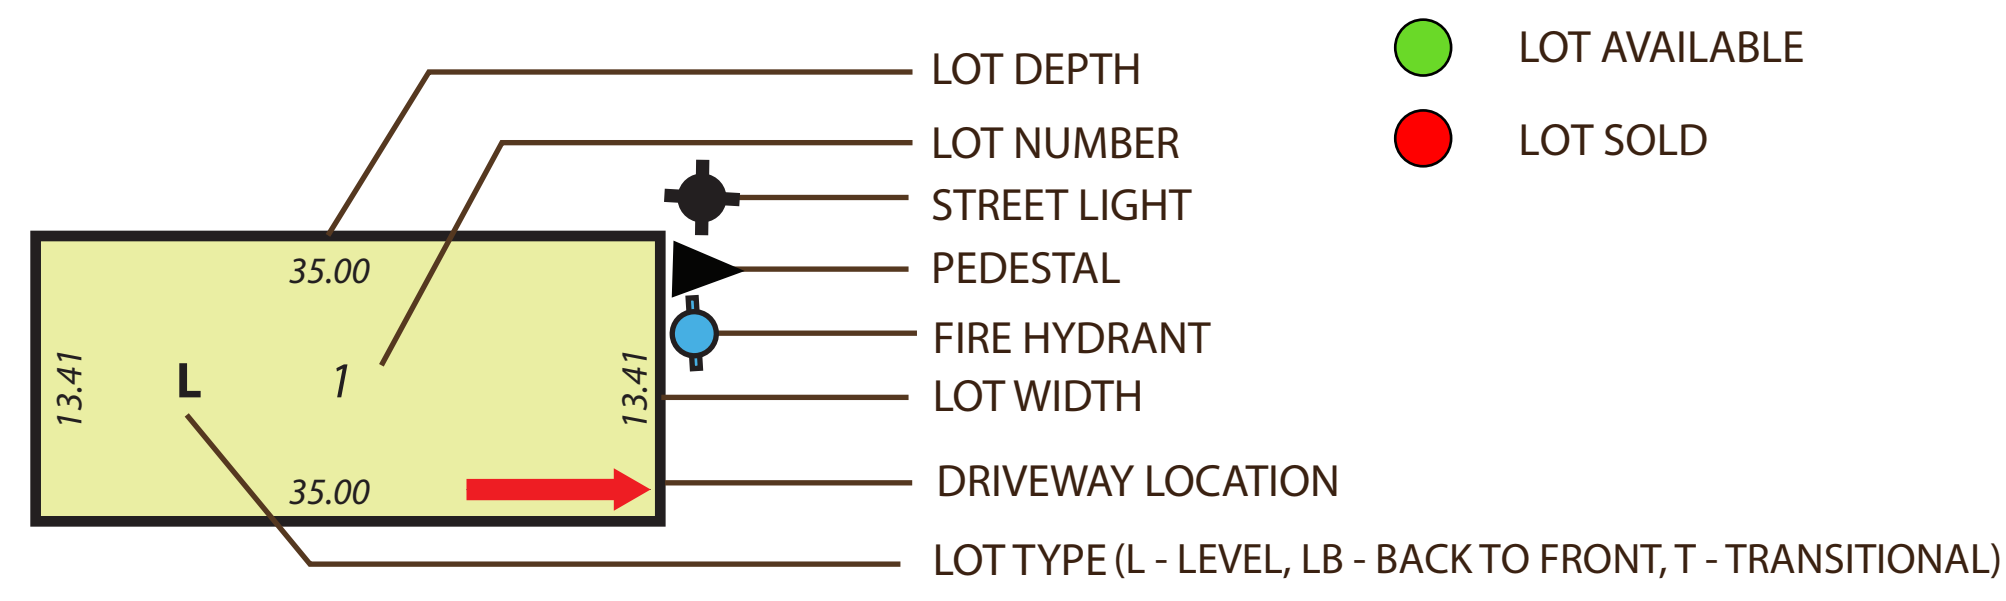 LOT DEPTH
LOT NUMBER
STREET LIGHT
PEDESTAL
FIRE HYDRANT
LOT WIDTH
DRIVEWAY LOCATION
LOT TYPE (L - LEVEL, LB - BACK TO FRONT, T - TRANSITIONAL)
LOT AVAILABLE
LOT SOLD
35.00
13.41
L
1
13.41
35.00